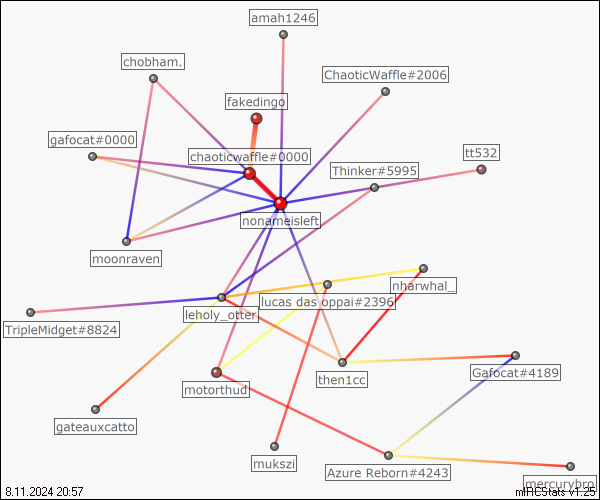 amah1246
chobham.
ChaoticWaffle#2006
fakedingo
gafocat#0000
chaoticwaffle#0000
tt532
Thinker#5995
nonameisleft
moonraven
nharwhal_
lucas das oppai#2396
leholy_otter
TripleMidget#8824
Gafocat#4189
then1cc
motorthud
gateauxcatto
mukszi
Azure Reborn#4243
mercurybro
8.11.2024 20:57
mIRCStats v1.25